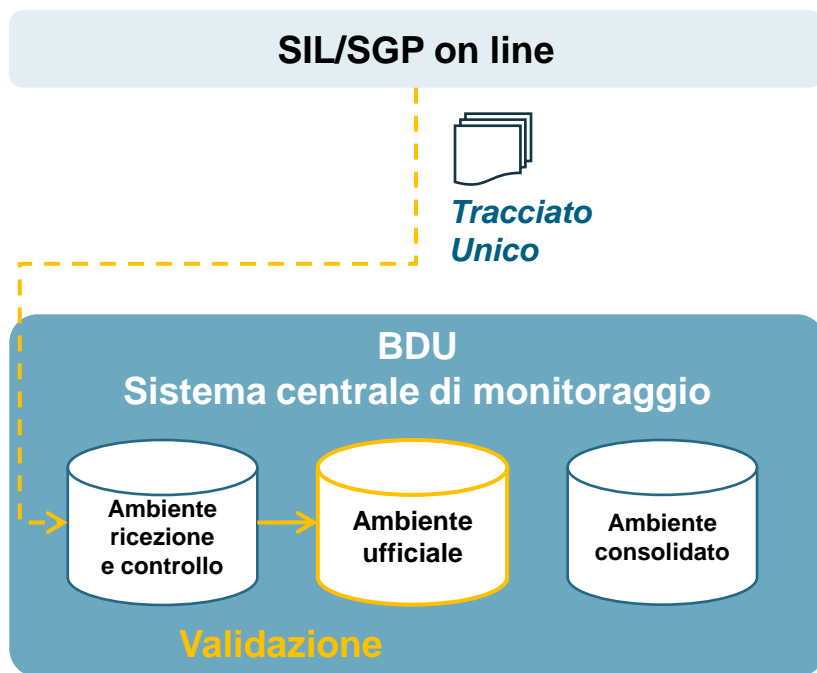 SIL/SGP on line
Tracciato
Unico
BDU
Sistema centrale di monitoraggio
Ambiente
ricezione
e controllo
Ambiente
ufficiale
Ambiente
consolidato
Validazione